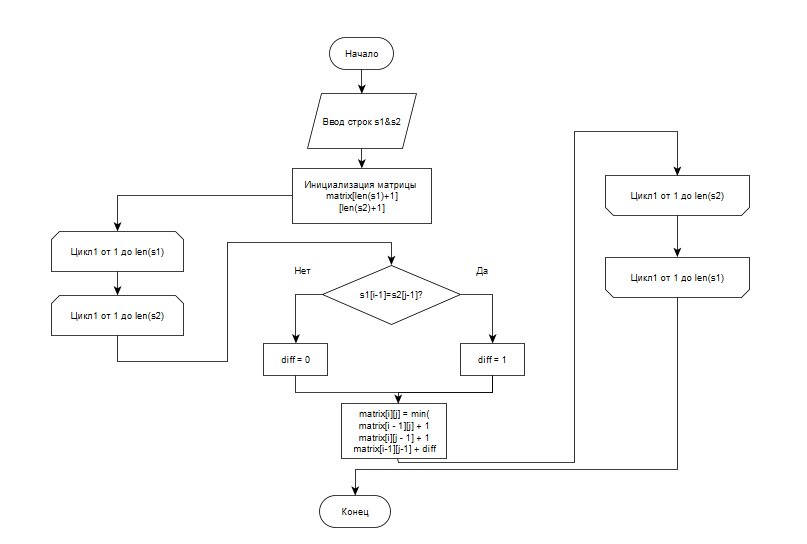 Начало
Ввод строк s1&s2
Инициализация матрицы
matrix[len(s1)+1]
[len(s2)+1]
Цикл1 от 1 до len(s1)
Цикл1 от 1 до len(s2)
Нет
Да
s1[i-1]=s2[j-1]?
diff = 0
diff = 1
matrix[i][j] = min(
matrix[i - 1][j] + 1
matrix[i][j - 1] + 1
matrix[i-1][j-1] + diff
Цикл1 от 1 до len(s2)
Цикл1 от 1 до len(s1)
Конец